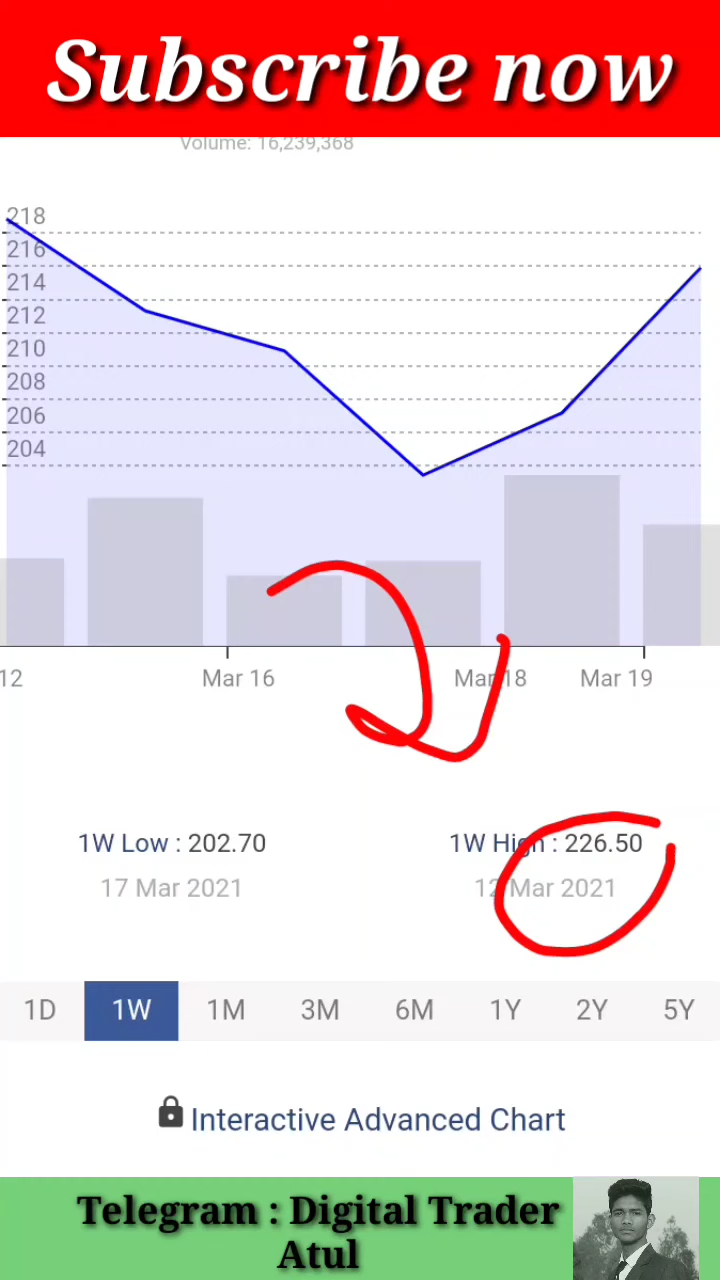 Subscribe now
Volume: 16,239,368
218
216
214
212
210
208
206
204
12 Mar 16 Mar 18 Mar 19
1W Low : 202.70 1W High : 226.50
17 Mar 2021 12 Mar 2021
1D 1W 1M 3M 6M 1Y 2Y 5Y
Interactive Advanced Chart
Telegram : Digital Trader
Atul